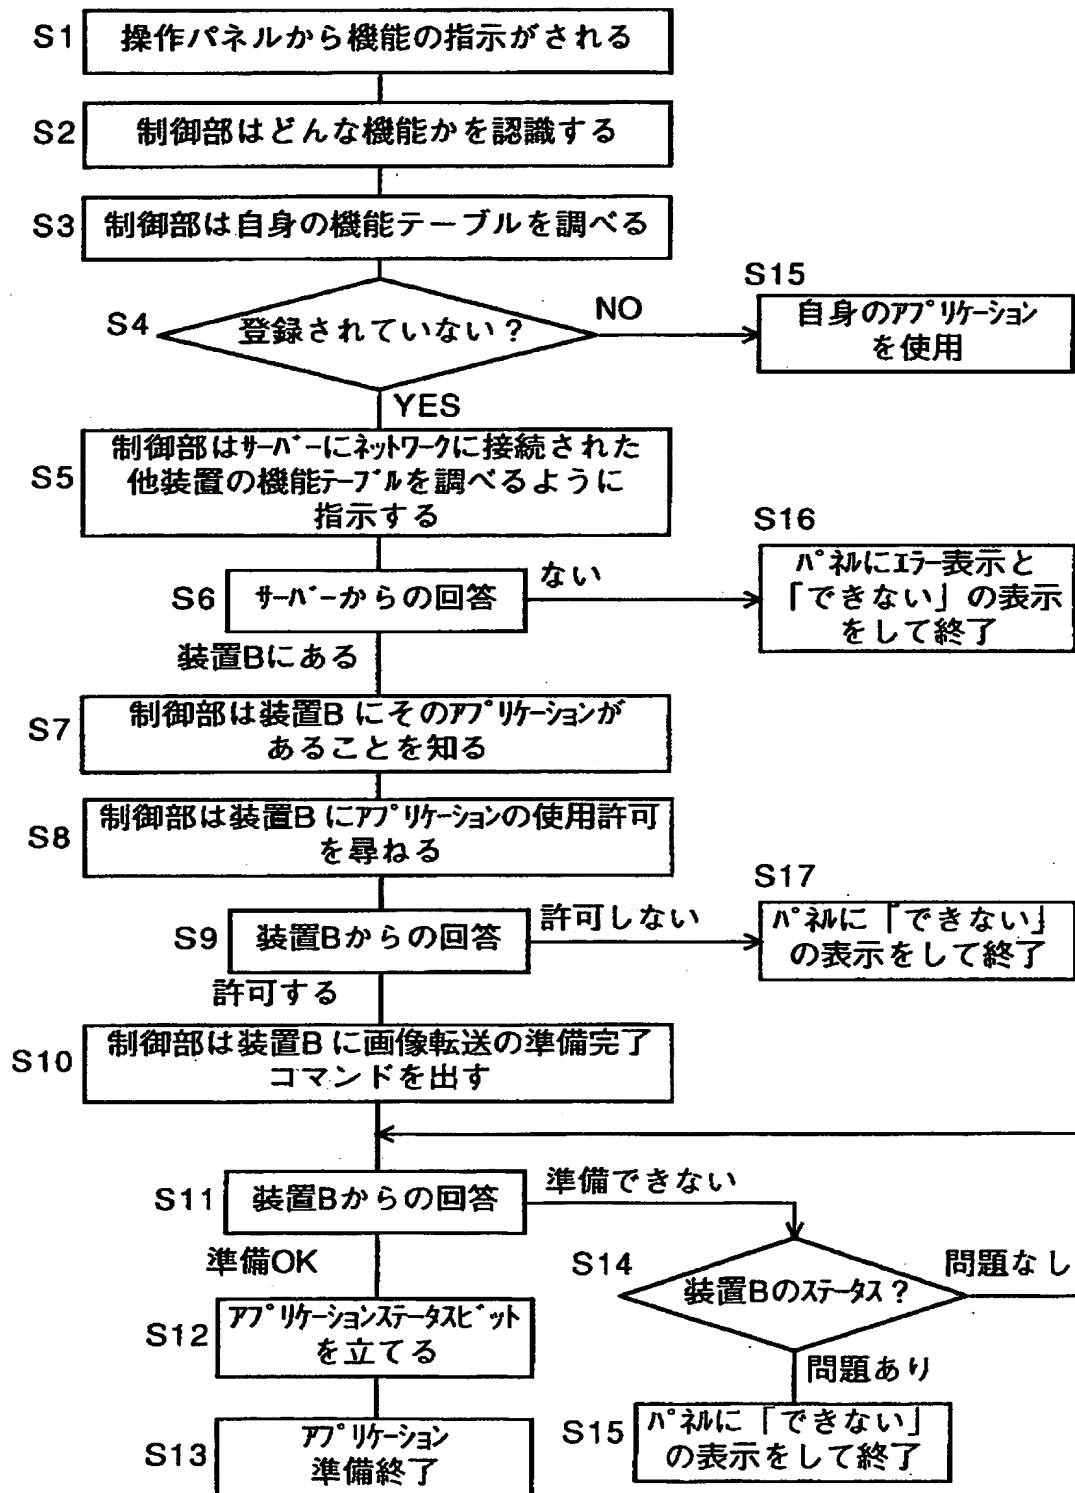 S1
操作パネルから機能の指示がされる
S2
制御部はどんな機能かを認識する
S3
制御部は自身の機能テーブルを調べる
S4
登録されていない？
NO
S15
自身のｱﾌﾟﾘｹｰｼｮﾝ
を使用
YES
S5
制御部はｻｰﾊﾞｰにﾈｯﾄﾜｰｸに接続された
他装置の機能ﾃｰﾌﾞﾙを調べるように
指示する
S6
ｻｰﾊﾞｰからの回答
ない
S16
ﾊﾟﾈﾙにｴﾗｰ表示と
「できない」の表示
をして終了
装置Bにある
S7
制御部は装置BにそのｱﾌﾟﾘｹｰｼｮﾝがB
あることを知る
S8
制御部は装置Bにｱﾌﾟﾘｹｰｼｮﾝの使用許可
を尋ねる
S9
装置Bからの回答
許可しない
S17
ﾊﾟﾈﾙに「できない」
の表示をして終了
許可する
S10
制御部は装置Bに画像転送の準備完了
コマンドを出す
S11
装置Bからの回答
準備できない
準備OK
S14
装置Bのｽﾃｰﾀｽ？
問題なし
S12
ｱﾌﾟﾘｹｰｼｮﾝｽﾃｰﾀｽﾋﾞｯﾄ
を立てる
問題あり
S15
ﾊﾟﾈﾙに「できない」
の表示をして終了
S13
ｱﾌﾟﾘｹｰｼｮﾝ
準備終了